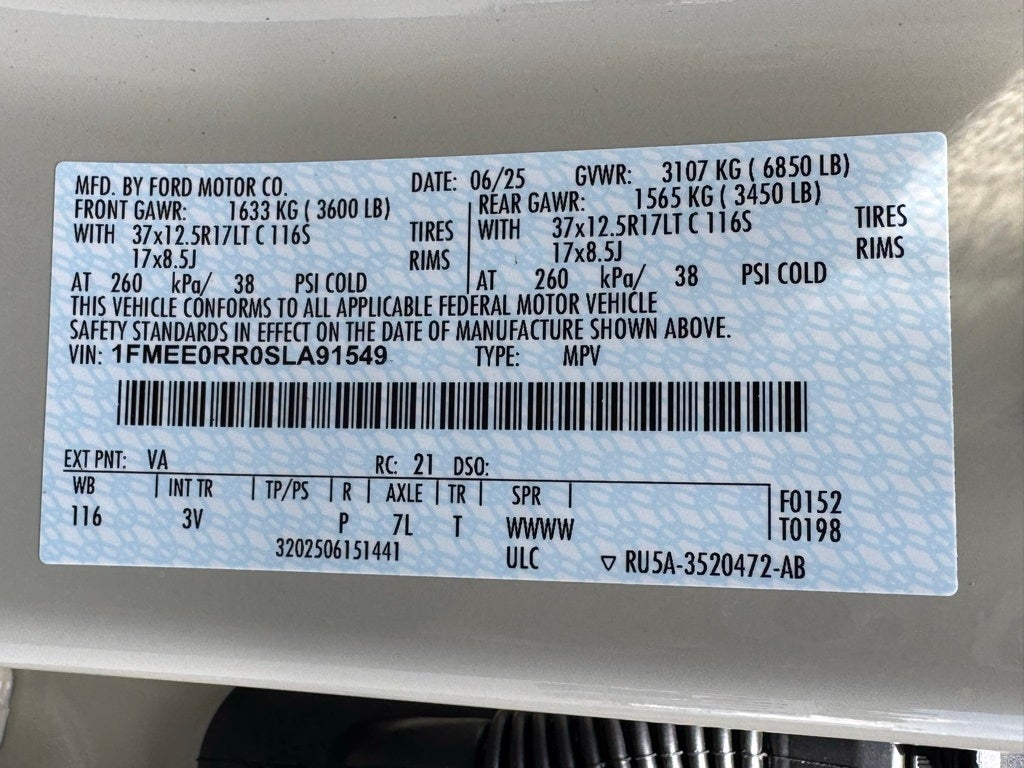 MFD. BY FORD MOTOR CO. DATE: 06/25 GVWR: 3107 KG ( 6850 LB)
FRONT GAWR: 1633 KG ( 3600 LB) REAR GAWR: 1565 KG ( 3450 LB)
WITH 37x12.5R17LT C 116S TIRES WITH 37x12.5R17LT C 116S TIRES
17x8.5J RIMS 17x8.5J RIMS
AT 260 kPa/ 38 PSI COLD AT 260 kPa/ 38 PSI COLD
THIS VEHICLE CONFORMS TO ALL APPLICABLE FEDERAL MOTOR VEHICLE
SAFETY STANDARDS IN EFFECT ON THE DATE OF MANUFACTURE SHOWN ABOVE.
VIN: 1FMEE0RR0SLA91549 TYPE: MPV
EXT PNT: VA RC: 21 DSO:
WB INT TR TP/PS R AXLE TR SPR F0152
116 3V P 7L T WWWW T0198
3202506151441 ULC ▽ RU5A-3520472-AB